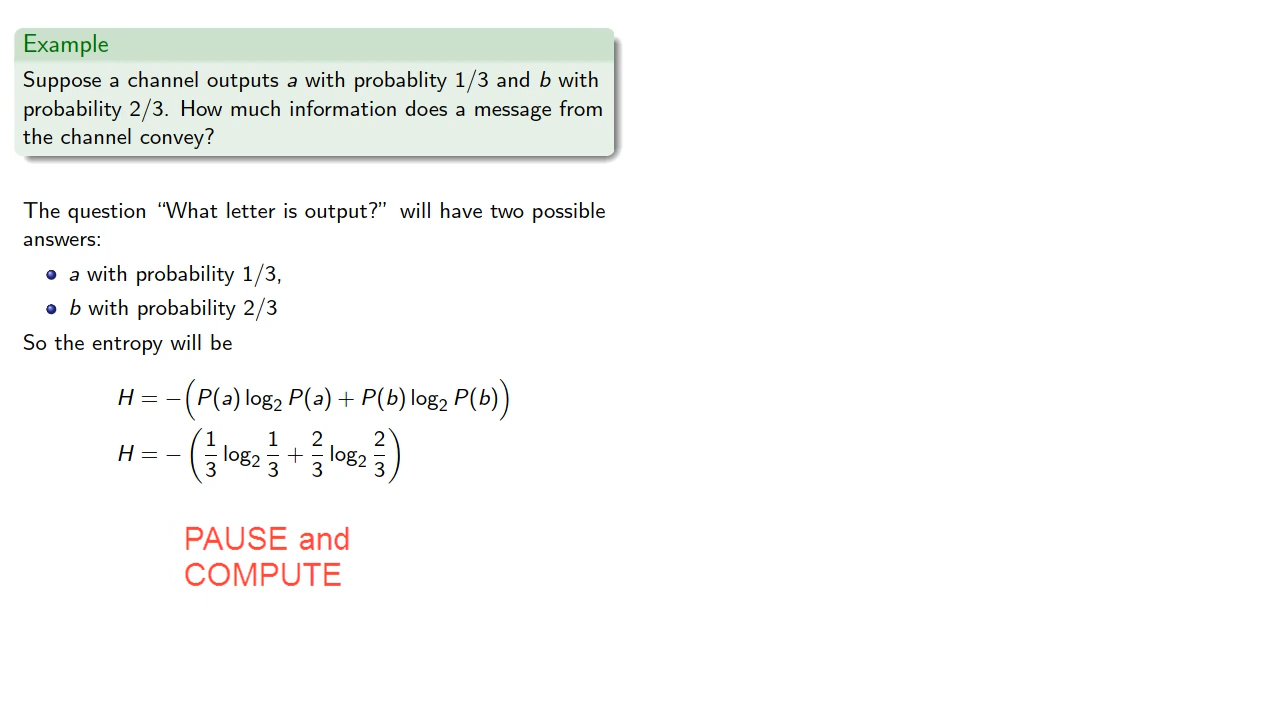 Example
Suppose a channel outputs a with probablity 1/3 and b with
probability 2/3. How much information does a message from
the channel convey?
The question “What letter is output?” will have two possible
answers:
a with probability 1/3,
b with probability 2/3
So the entropy will be
H = −(P(a) log₂ P(a) + P(b) log₂ P(b))
H = −(1/3 log₂ 1/3 + 2/3 log₂ 2/3)
PAUSE and
COMPUTE